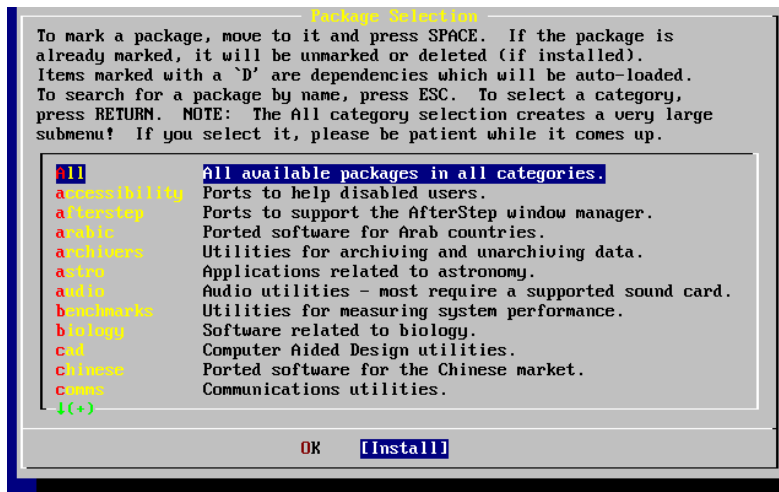 Package Selection
To mark a package, move to it and press SPACE.  If the package is
already marked, it will be unmarked or deleted (if installed).
Items marked with a `D' are dependencies which will be auto-loaded.
To search for a package by name, press ESC.  To select a category,
press RETURN.  NOTE:  The All category selection creates a very large
submenu!  If you select it, please be patient while it comes up.
All All available packages in all categories.
accessibility Ports to help disabled users.
afterstep Ports to support the AfterStep window manager.
arabic Ported software for Arab countries.
archivers Utilities for archiving and unarchiving data.
astro Applications related to astronomy.
audio Audio utilities - most require a supported sound card.
benchmarks Utilities for measuring system performance.
biology Software related to biology.
cad Computer Aided Design utilities.
chinese Ported software for the Chinese market.
comms Communications utilities.
↓(+)
OK [Install]